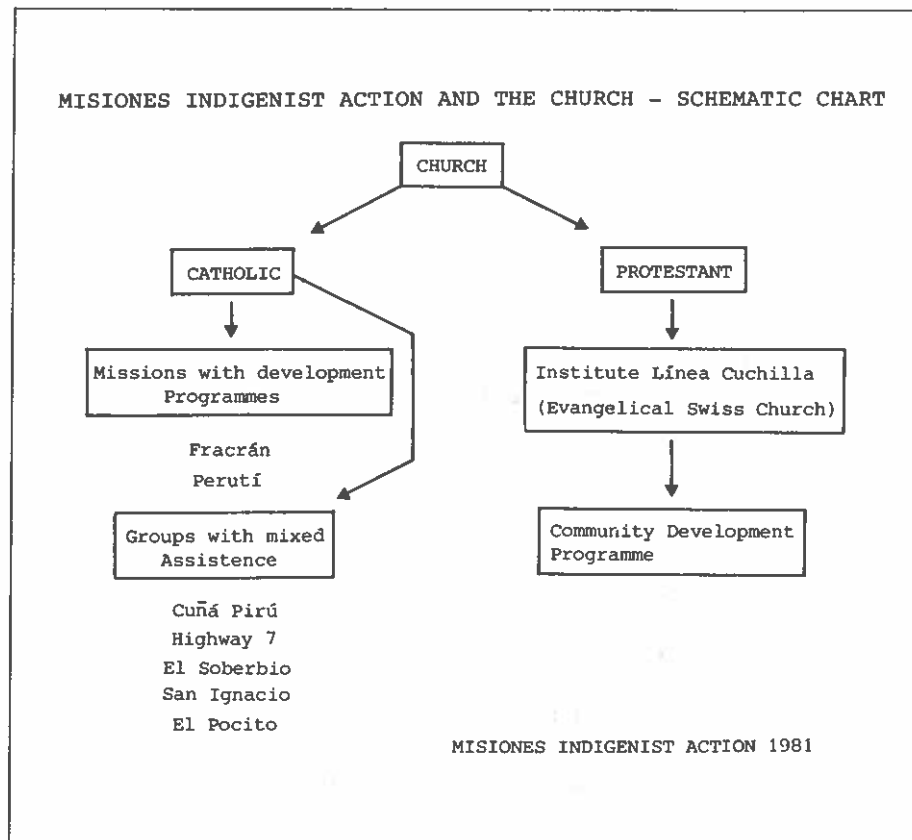 MISIONES INDIGENIST ACTION AND THE CHURCH - SCHEMATIC CHART
CHURCH
CATHOLIC
PROTESTANT
Missions with development
Programmes
Fracrán
Perutí
Groups with mixed
Assistence
Cuñá Pirú
Highway 7
El Soberbio
San Ignacio
El Pocito
Institute Línea Cuchilla
(Evangelical Swiss Church)
Community Development
Programme
MISIONES INDIGENIST ACTION 1981